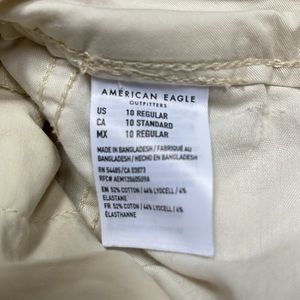 AMERICAN EAGLE
OUTFITTERS
US 10 REGULAR
CA 10 STANDARD
MX 10 REGULAR
MADE IN BANGLADESH / FABRIQUÉ AU
BANGLADESH / HECHO EN BANGLADESH
RN 54485/CA 03873
RFC# AEM1206050S9A
EN: 52% COTTON / 44% LYOCELL / 4%
ELASTANE
FR: 52% COTON / 44% LYOCELL / 4%
ÉLASTHANNE